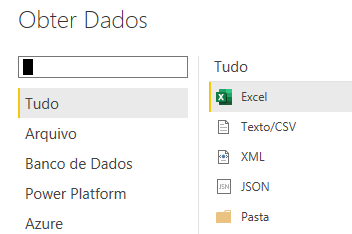 Obter Dados
Tudo
Arquivo
Banco de Dados
Power Platform
Azure
Tudo
Excel
Texto/CSV
XML
JSON
Pasta